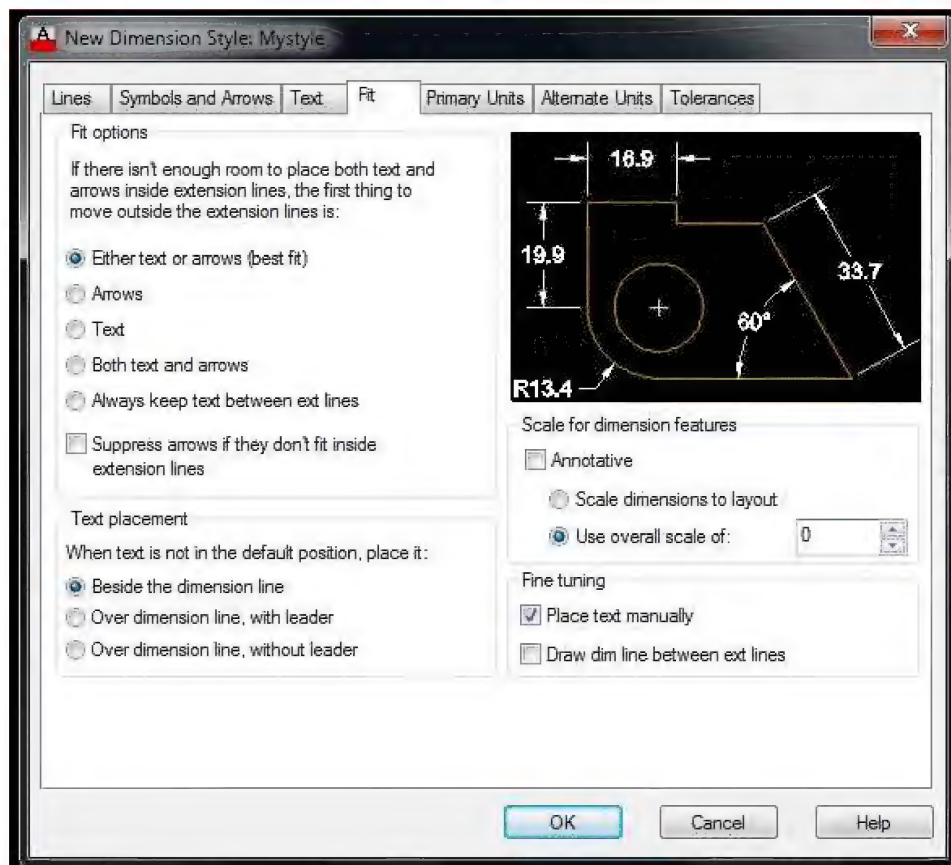 New Dimension Style: Mystyle
Lines
Symbols and Arrows
Text
Fit
Primary Units
Alternate Units
Tolerances
Fit options
If there isn't enough room to place both text and
arrows inside extension lines, the first thing to
move outside the extension lines is:
Either text or arrows (best fit)
Arrows
Text
Both text and arrows
Always keep text between ext lines
Suppress arrows if they don't fit inside
extension lines
Text placement
When text is not in the default position, place it:
Beside the dimension line
Over dimension line, with leader
Over dimension line, without leader
16.9
19.9
33.7
60°
R13.4
Scale for dimension features
Annotative
Scale dimensions to layout
Use overall scale of:
0
Fine tuning
Place text manually
Draw dim line between ext lines
OK
Cancel
Help